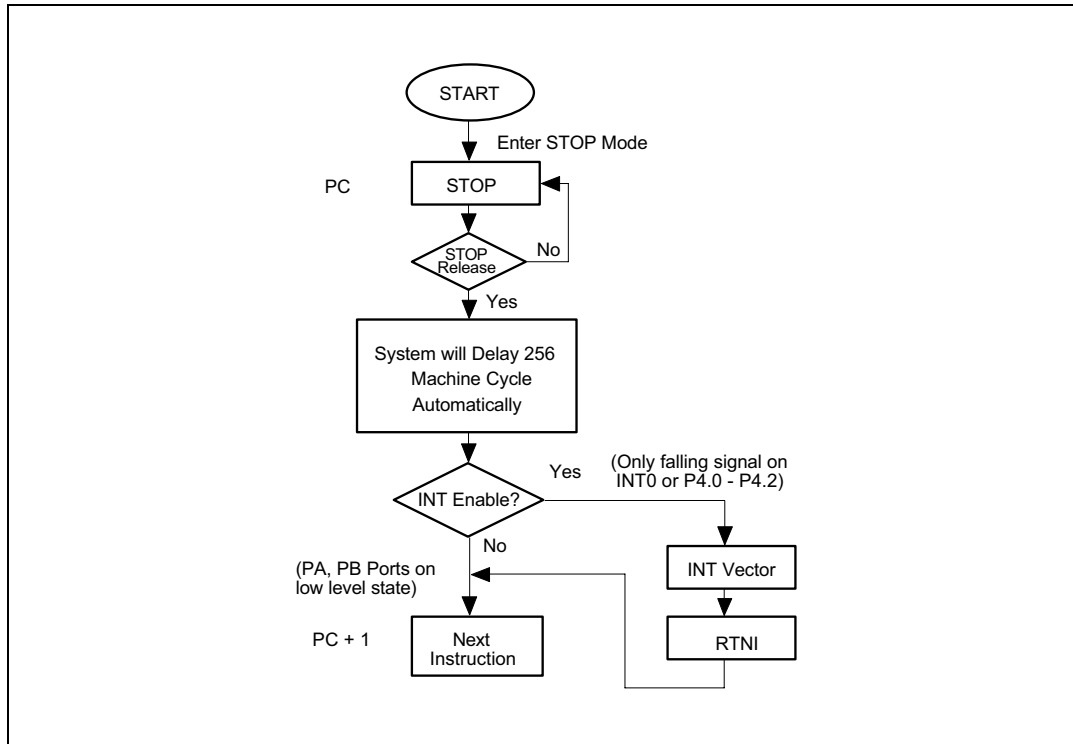 START
Enter STOP Mode
PC
STOP
STOP
Release
No
Yes
System will Delay 256
Machine Cycle
Automatically
INT Enable?
Yes
(Only falling signal on
INT0 or P4.0 - P4.2)
No
INT Vector
(PA, PB Ports on
low level state)
RTNI
PC + 1
Next
Instruction